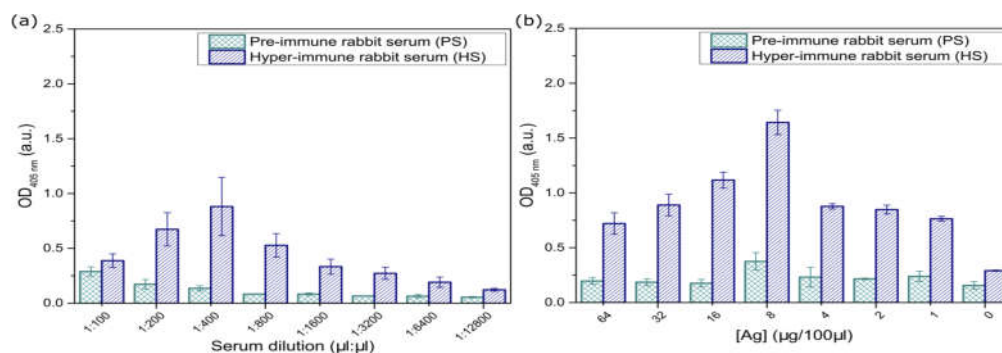 (a)
2.5
2.0
1.5
1.0
0.5
0.0
OD405 nm (a.u.)
Pre-immune rabbit serum (PS)
Hyper-immune rabbit serum (HS)
1:100
1:200
1:400
1:800
1:1600
1:3200
1:6400
1:12800
Serum dilution (µl:µl)
(b)
2.5
2.0
1.5
1.0
0.5
0.0
OD405 nm (a.u.)
Pre-immune rabbit serum (PS)
Hyper-immune rabbit serum (HS)
64
32
16
8
4
2
1
0
[Ag] (µg/100µl)